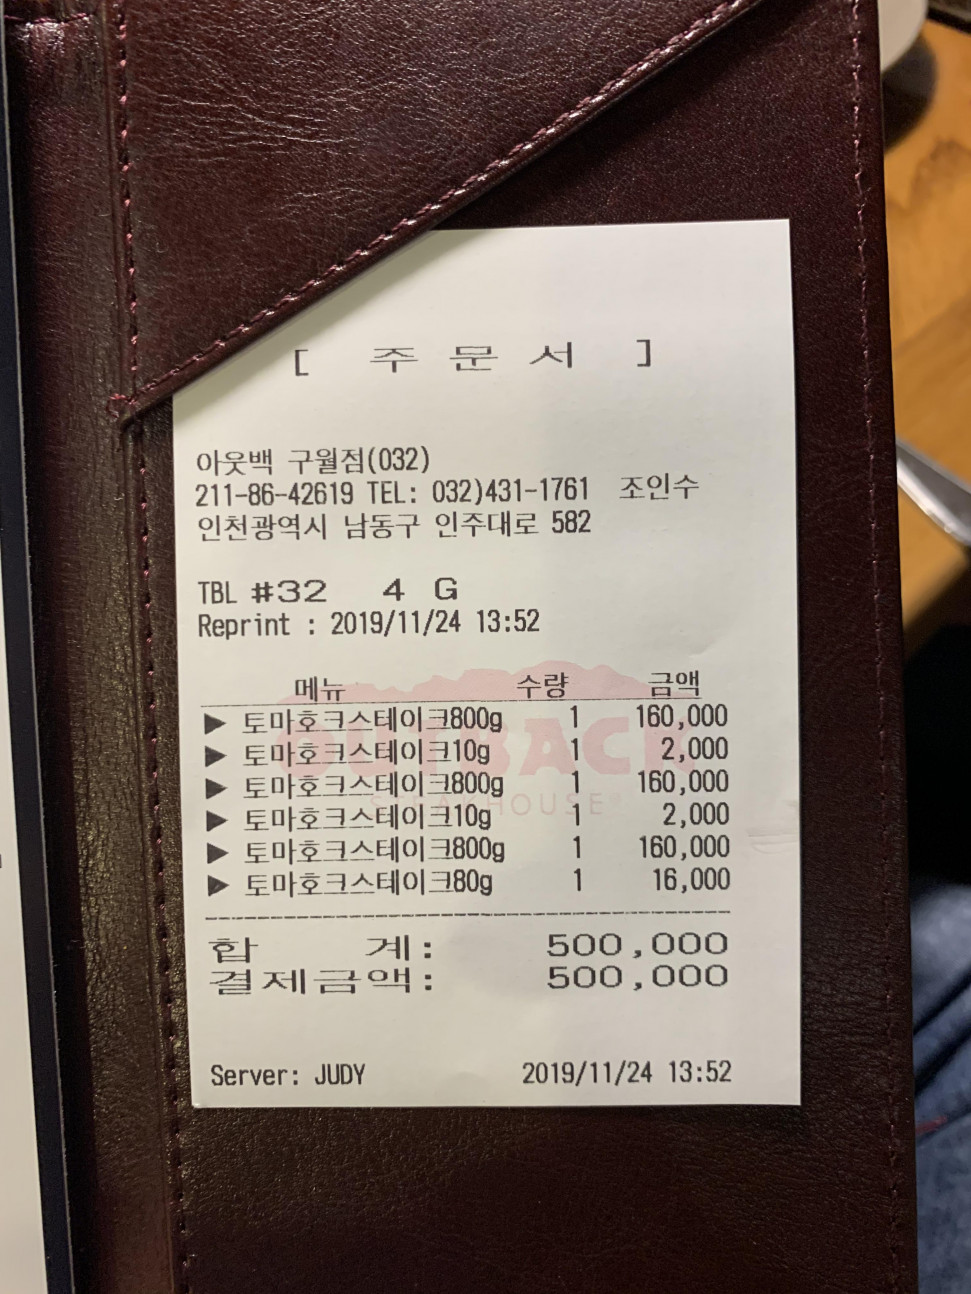 [ 주 문 서 ]
아웃백 구월점(032)
211-86-42619 TEL: 032)431-1761 조인수
인천광역시 남동구 인주대로 582
TBL #32 4 G
Reprint : 2019/11/24 13:52
메뉴 수량 금액
▶ 토마호크스테이크800g 1 160,000
▶ 토마호크스테이크10g 1 2,000
▶ 토마호크스테이크800g 1 160,000
▶ 토마호크스테이크10g 1 2,000
▶ 토마호크스테이크800g 1 160,000
▶ 토마호크스테이크80g 1 16,000
OUTBACK
STEAKHOUSE
합 계: 500,000
결제금액: 500,000
Server: JUDY 2019/11/24 13:52